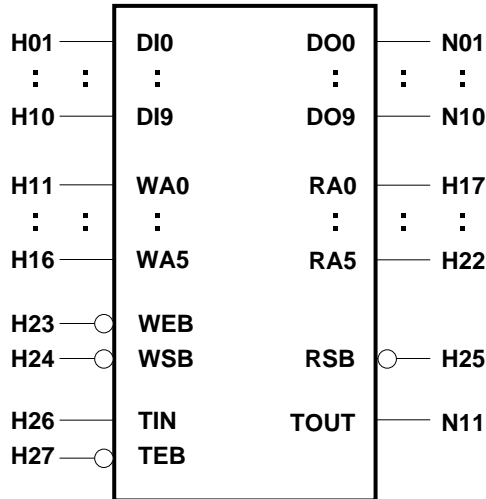 H01 DI0 DO0 N01
: : : : : :
H10 DI9 DO9 N10
H11 WA0 RA0 H17
: : : : : :
H16 WA5 RA5 H22
H23 WEB
H24 WSB RSB H25
H26 TIN TOUT N11
H27 TEB